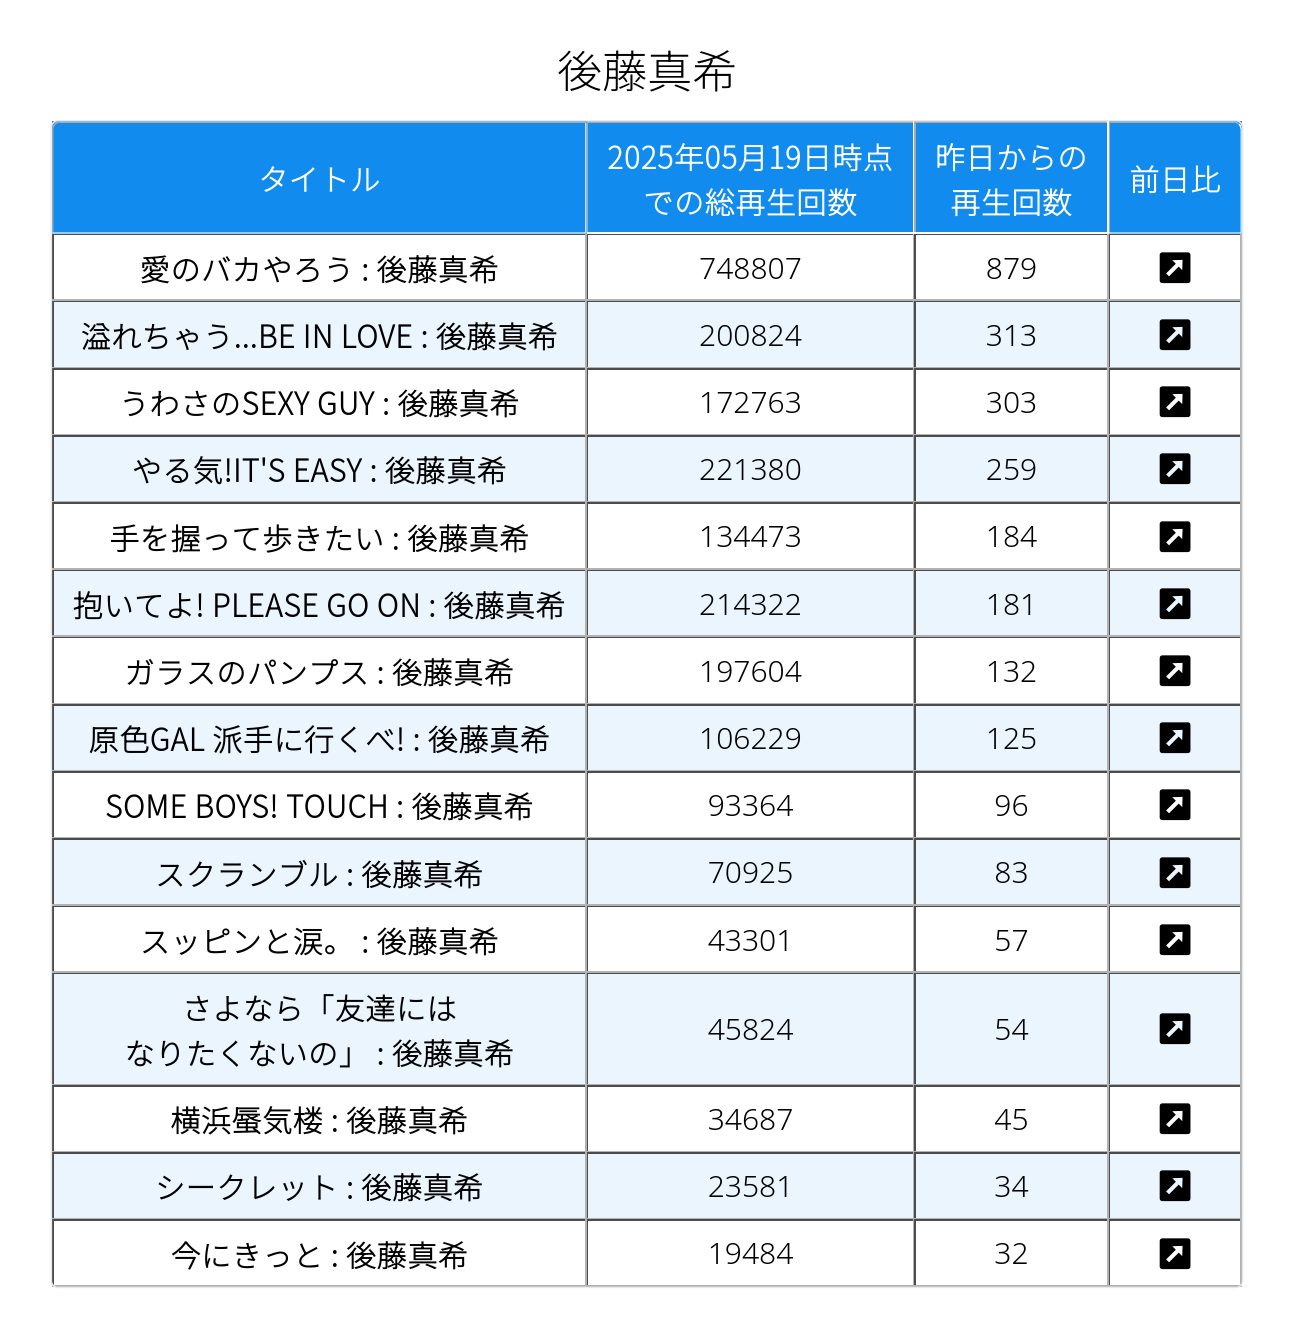 後藤真希
タイトル
2025年05月19日時点
での総再生回数
昨日からの
再生回数
前日比
愛のバカやろう : 後藤真希 748807 879
溢れちゃう...BE IN LOVE : 後藤真希 200824 313
うわさのSEXY GUY : 後藤真希 172763 303
やる気!IT'S EASY : 後藤真希 221380 259
手を握って歩きたい : 後藤真希 134473 184
抱いてよ! PLEASE GO ON : 後藤真希 214322 181
ガラスのパンプス : 後藤真希 197604 132
原色GAL 派手に行くべ! : 後藤真希 106229 125
SOME BOYS! TOUCH : 後藤真希 93364 96
スクランブル : 後藤真希 70925 83
スッピンと涙。 : 後藤真希 43301 57
さよなら「友達には
なりたくないの」 : 後藤真希 45824 54
横浜蜃気楼 : 後藤真希 34687 45
シークレット : 後藤真希 23581 34
今にきっと : 後藤真希 19484 32